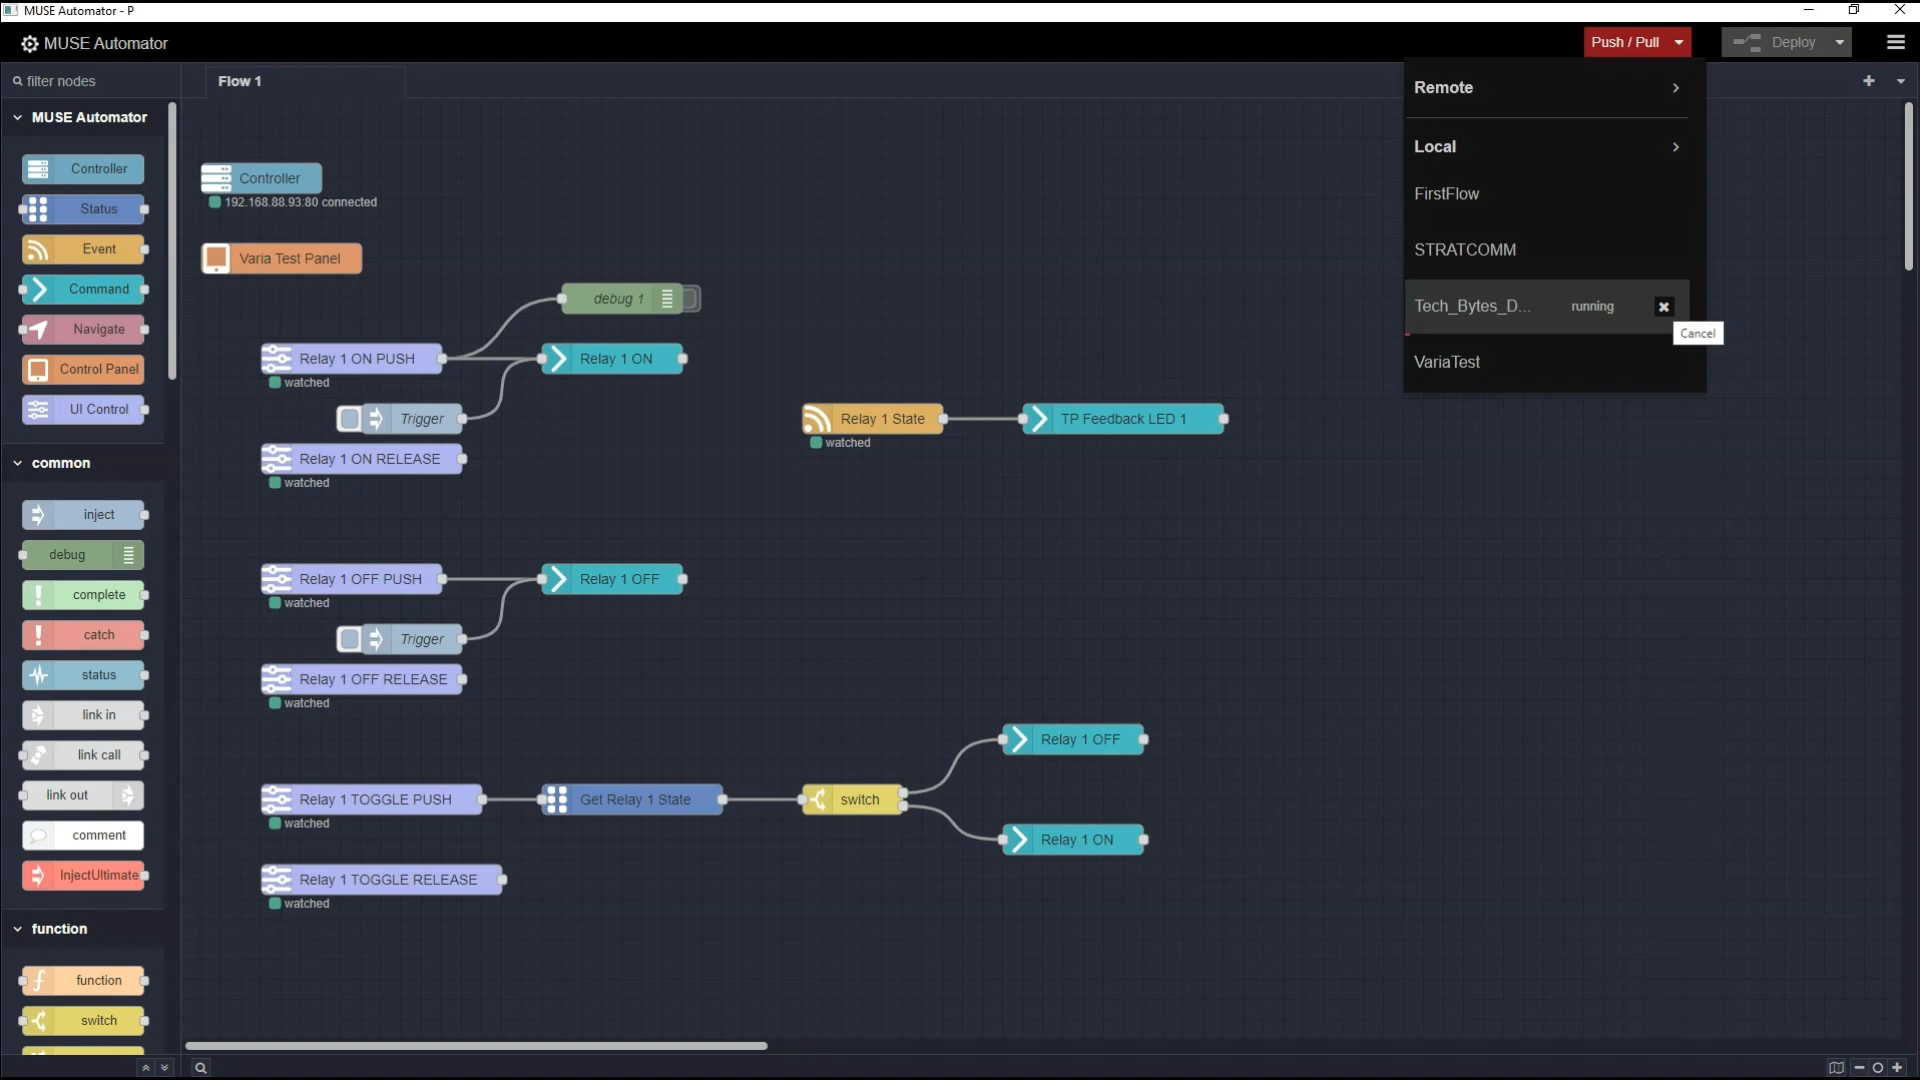 MUSE Automator - P
MUSE Automator
Push / Pull
Deploy
filter nodes
Flow 1
Remote
Local
FirstFlow
STRATCOMM
Tech_Bytes_D...
running
Cancel
VariaTest
MUSE Automator
Controller
Status
Event
Command
Navigate
Control Panel
UI Control
common
inject
debug
complete
catch
status
link in
link call
link out
comment
InjectUltimate
function
function
switch
Controller
192.168.88.93:80 connected
Varia Test Panel
debug 1
Relay 1 ON PUSH
watched
Relay 1 ON
Trigger
Relay 1 ON RELEASE
watched
Relay 1 State
watched
TP Feedback LED 1
Relay 1 OFF PUSH
watched
Relay 1 OFF
Trigger
Relay 1 OFF RELEASE
watched
Relay 1 TOGGLE PUSH
watched
Get Relay 1 State
switch
Relay 1 OFF
Relay 1 ON
Relay 1 TOGGLE RELEASE
watched